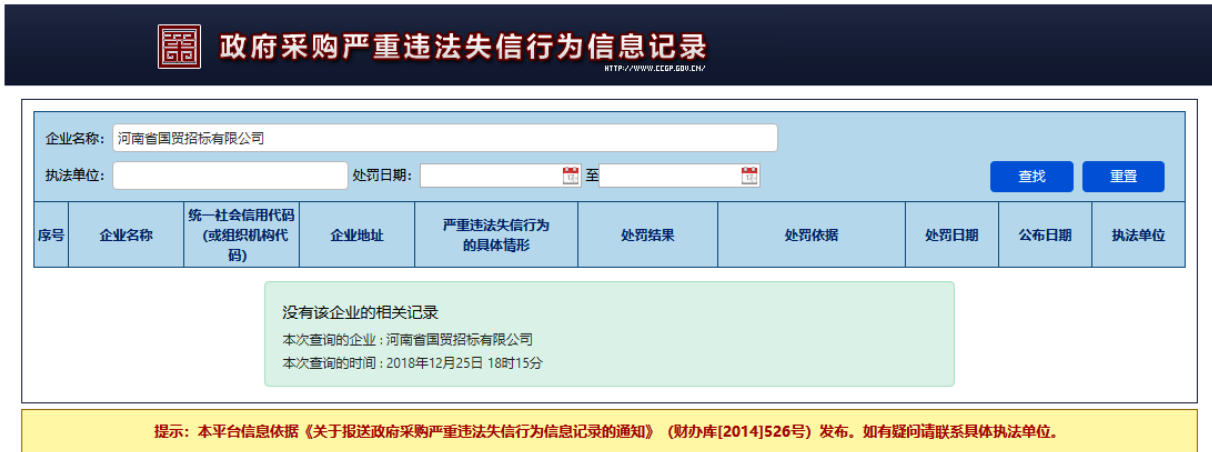 政府采购严重违法失信行为信息记录
HTTP://WWW.CCGP.GOV.CN/
企业名称: 河南省国贸招标有限公司
执法单位: 处罚日期: 至 查找 重置
序号 企业名称 统一社会信用代码(或组织机构代码) 企业地址 严重违法失信行为的具体情形 处罚结果 处罚依据 处罚日期 公布日期 执法单位
没有该企业的相关记录
本次查询的企业 : 河南省国贸招标有限公司
本次查询的时间 : 2018年12月25日 18时15分
提示：本平台信息依据《关于报送政府采购严重违法失信行为信息记录的通知》（财办库[2014]526号）发布。如有疑问请联系具体执法单位。